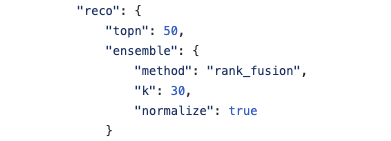 "reco": {
"topn": 50,
"ensemble": {
"method": "rank_fusion",
"k": 30,
"normalize": true
}